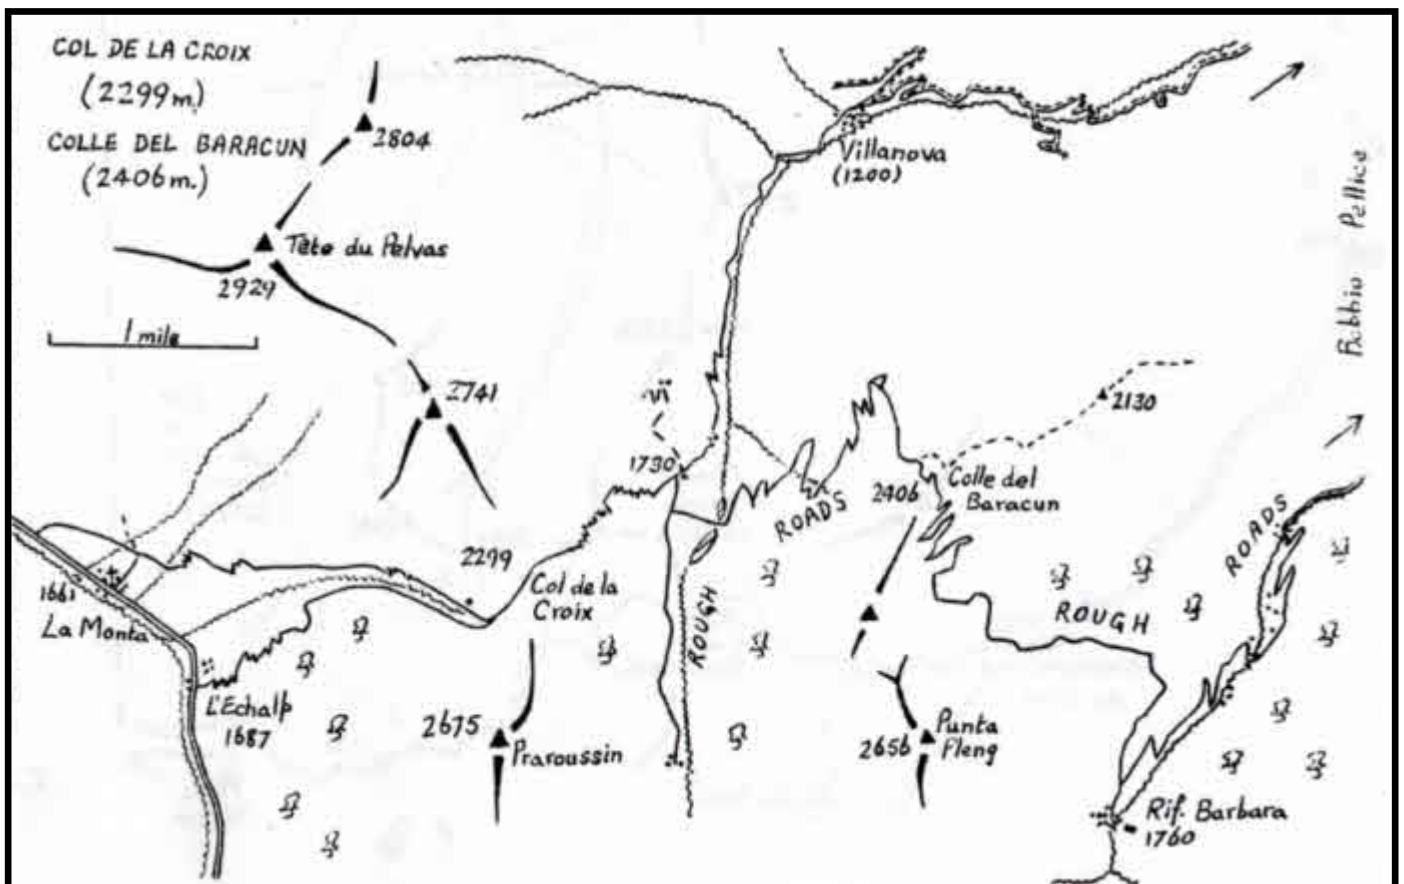 COL DE LA CROIX
(2299m.)
COLLE DEL BARACUN
(2406m.)
2804
Villanova
(1200)
Tête du Pelvas
2929
1 mile
Bibbio Pellice
2741
2130
1730
2406
Colle del
Baracun
ROADS
ROADS
2299
Col de la
Croix
1661
La Monta
ROUGH
ROUGH
L'Echalp
1687
2675
Praroussin
2656
Punta
Fleng
Rif. Barbara
1760